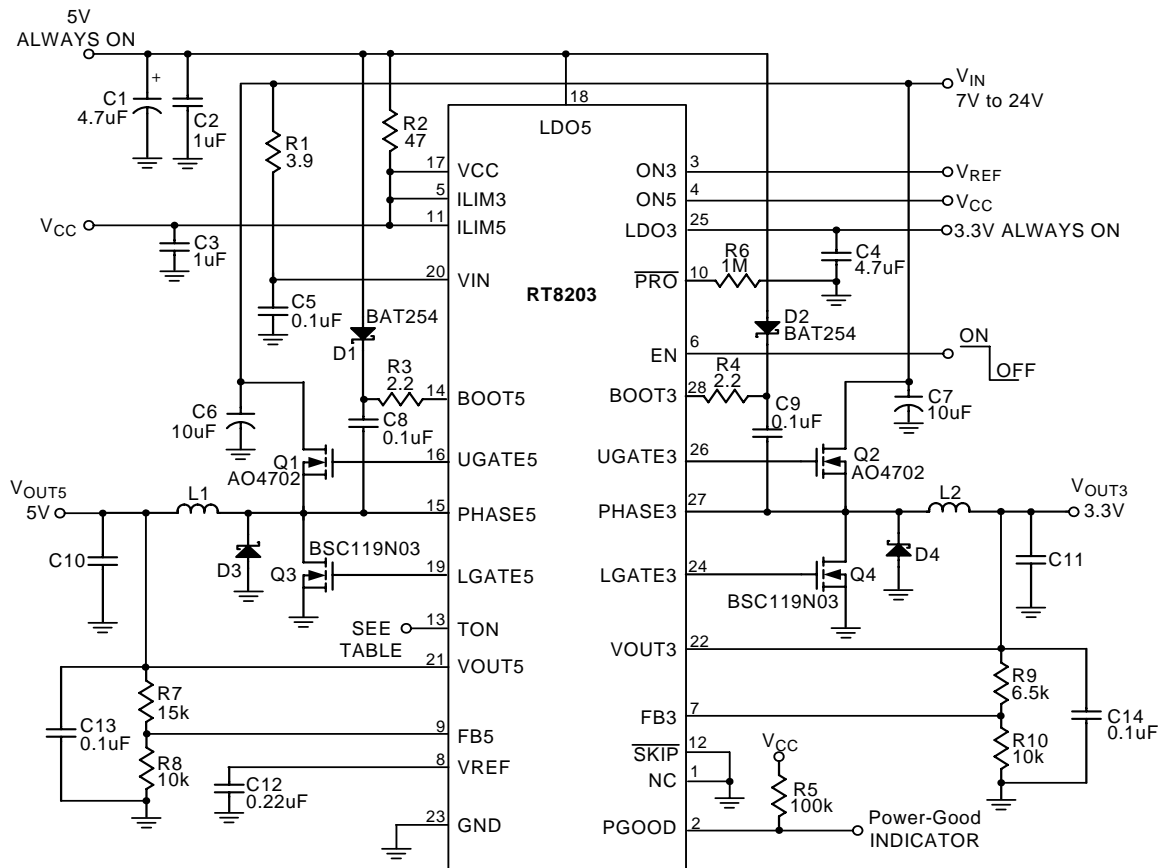 5V
ALWAYS ON
+
C1
4.7uF
C2
1uF
R1
3.9
R2
47
18
LDO5
VIN
7V to 24V
17
VCC
5
ILIM3
11
ILIM5
VCC
C3
1uF
20
VIN
C5
0.1uF
BAT254
D1
R3
2.2
14
BOOT5
C6
10uF
C8
0.1uF
Q1
AO4702
16
UGATE5
VOUT5
5V
L1
15
PHASE5
C10
D3
BSC119N03
Q3
19
LGATE5
SEE
TABLE
13
TON
21
VOUT5
R7
15k
C13
0.1uF
9
FB5
R8
10k
8
VREF
C12
0.22uF
23
GND
RT8203
ON3
3
VREF
ON5
4
VCC
LDO3
25
3.3V ALWAYS ON
R6
1M
C4
4.7uF
PRO
10
D2
BAT254
EN
6
ON
OFF
R4
2.2
BOOT3
28
C9
0.1uF
C7
10uF
UGATE3
26
Q2
AO4702
PHASE3
27
L2
VOUT3
3.3V
LGATE3
24
Q4
BSC119N03
D4
C11
VOUT3
22
R9
6.5k
FB3
7
C14
0.1uF
R10
10k
SKIP
12
NC
1
VCC
R5
100k
PGOOD
2
Power-Good
INDICATOR